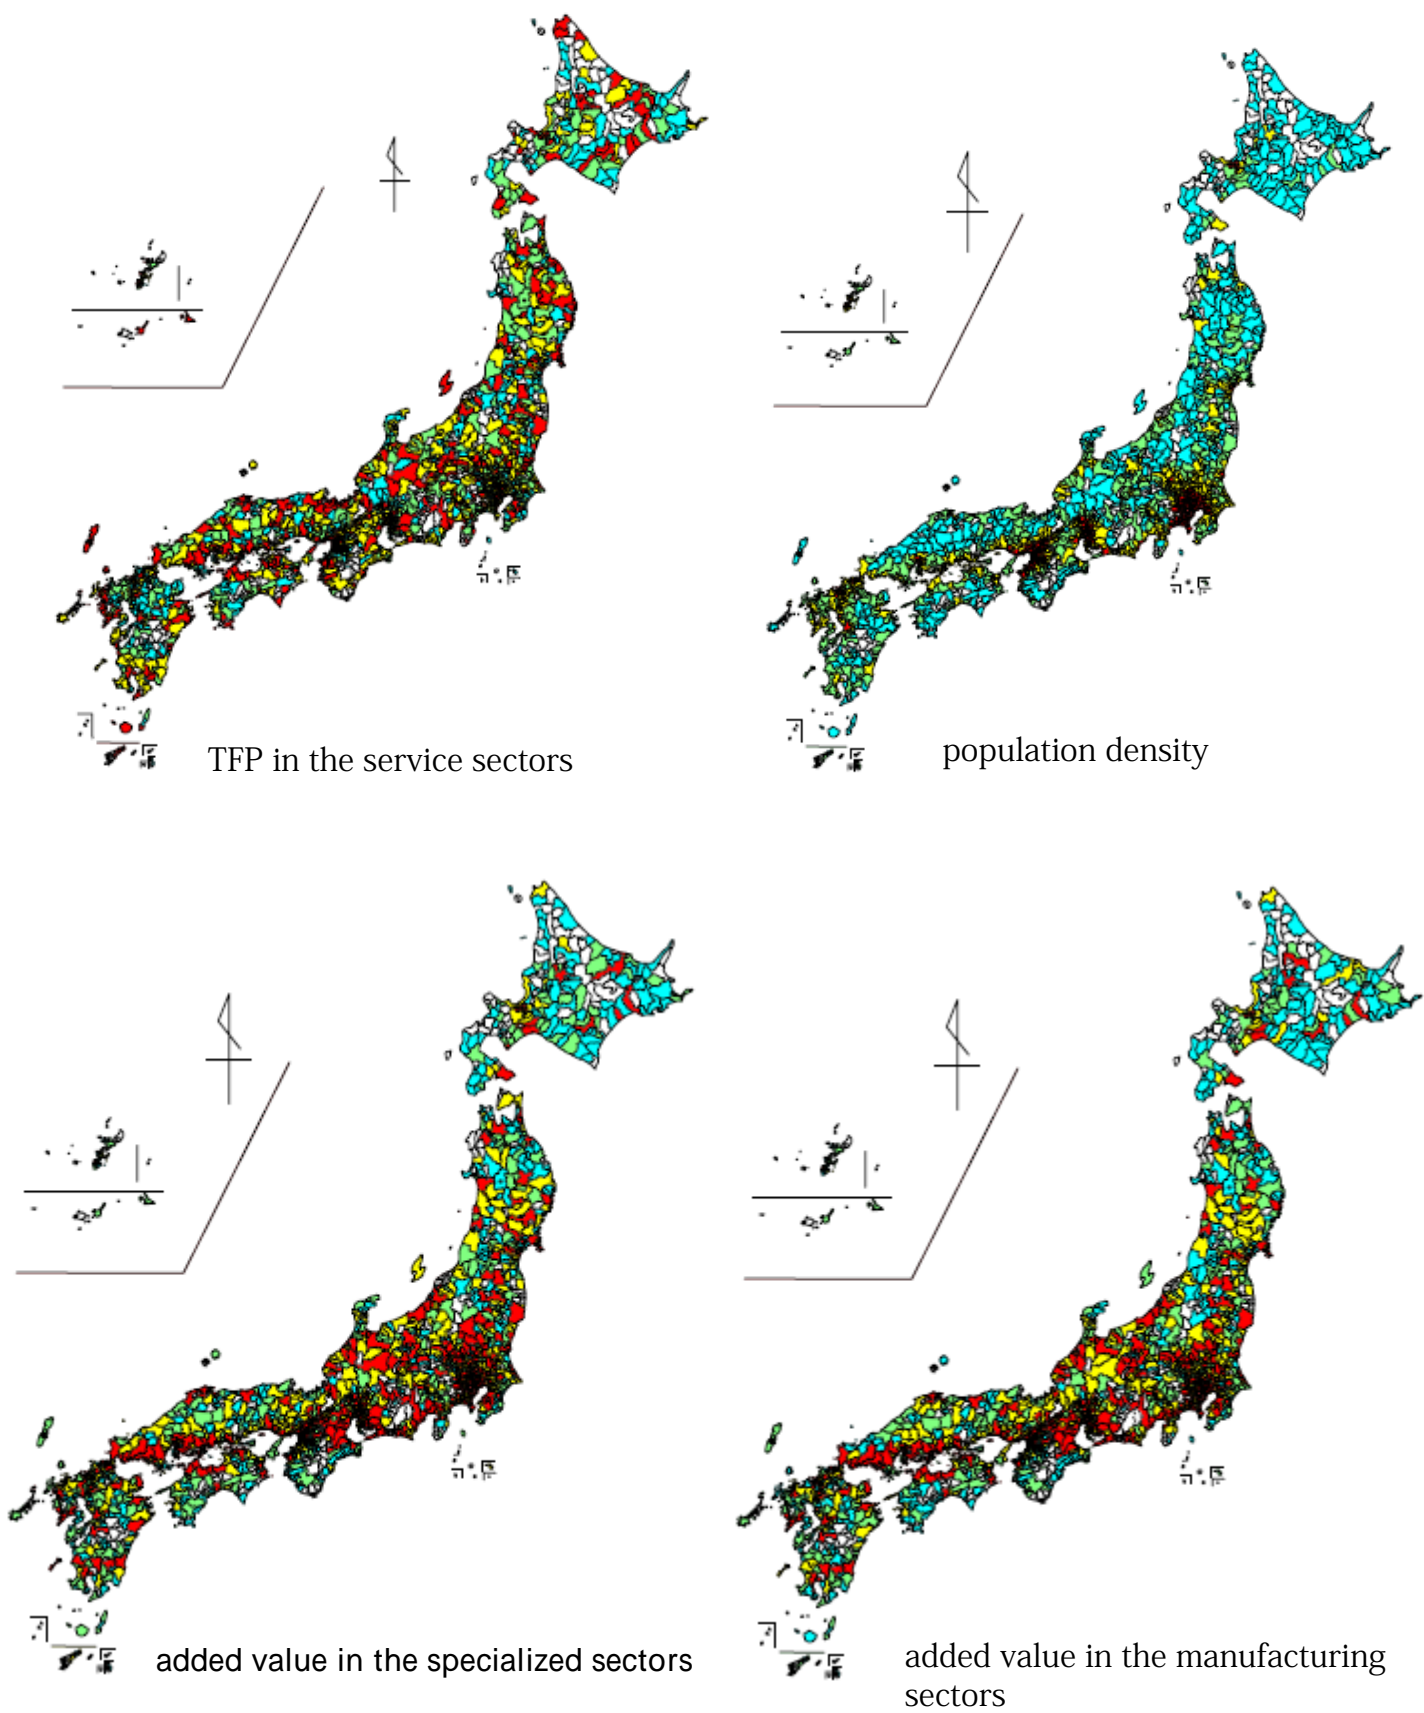 TFP in the service sectors
population density
added value in the specialized sectors
added value in the manufacturing
sectors